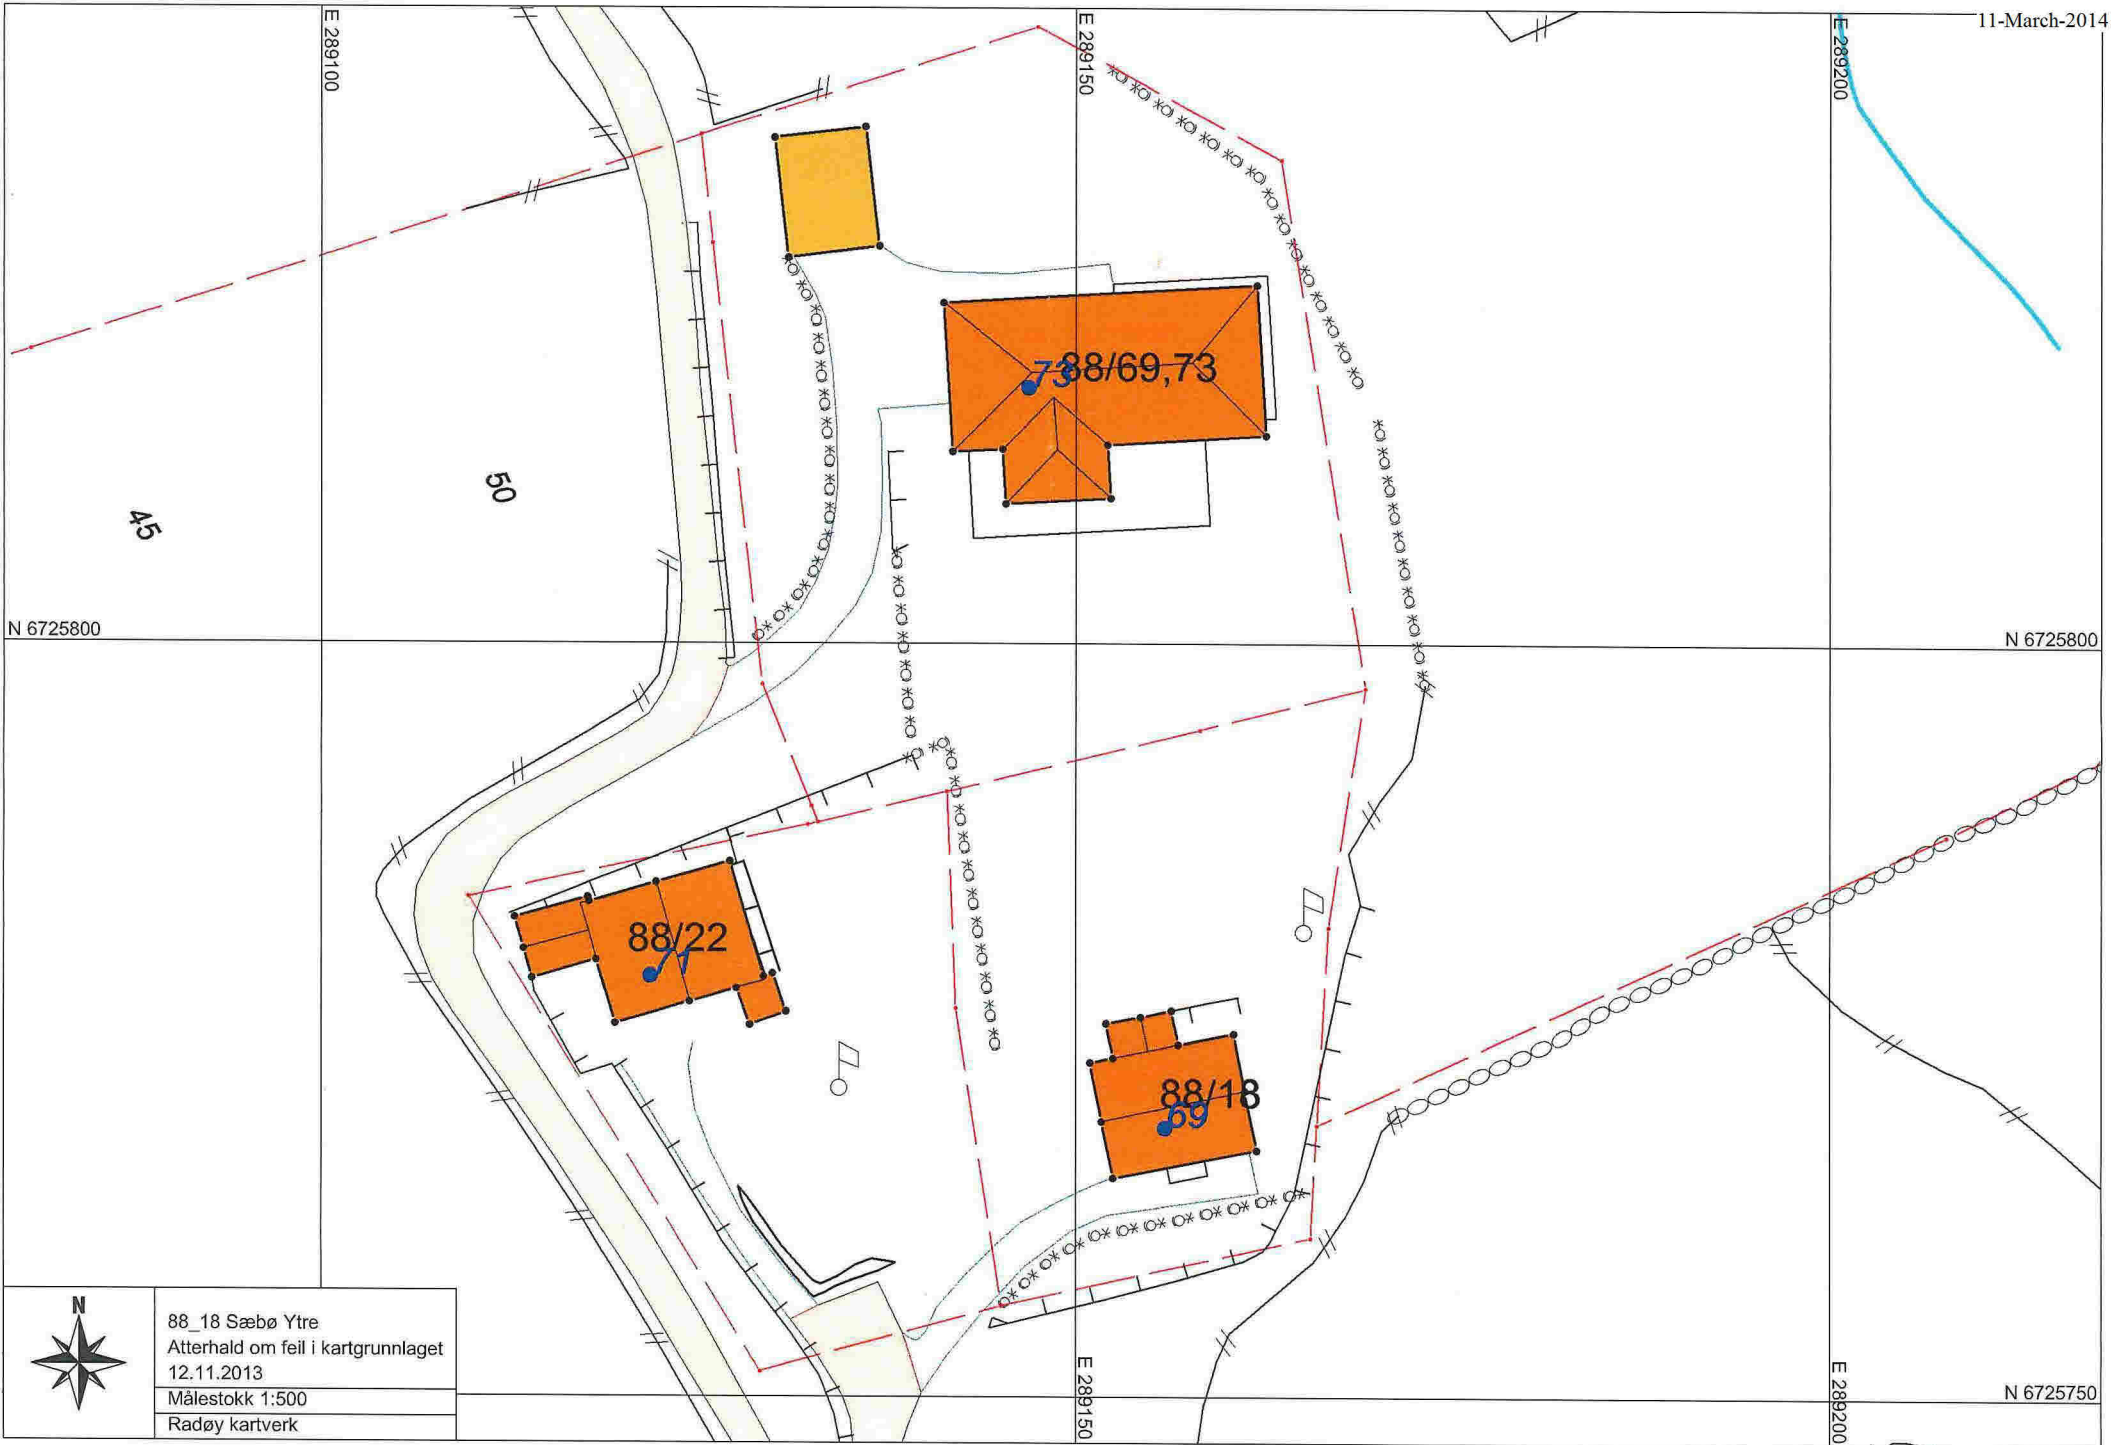 11-March-2014
E 289100
E 289150
E 289200
73
88/69,73
50
45
N 6725800
N 6725800
88/22
71
88/18
69
E 289150
E 289200
N 6725750
N
88_18 Sæbø Ytre
Atterhald om feil i kartgrunnlaget
12.11.2013
Målestokk 1:500
Radøy kartverk